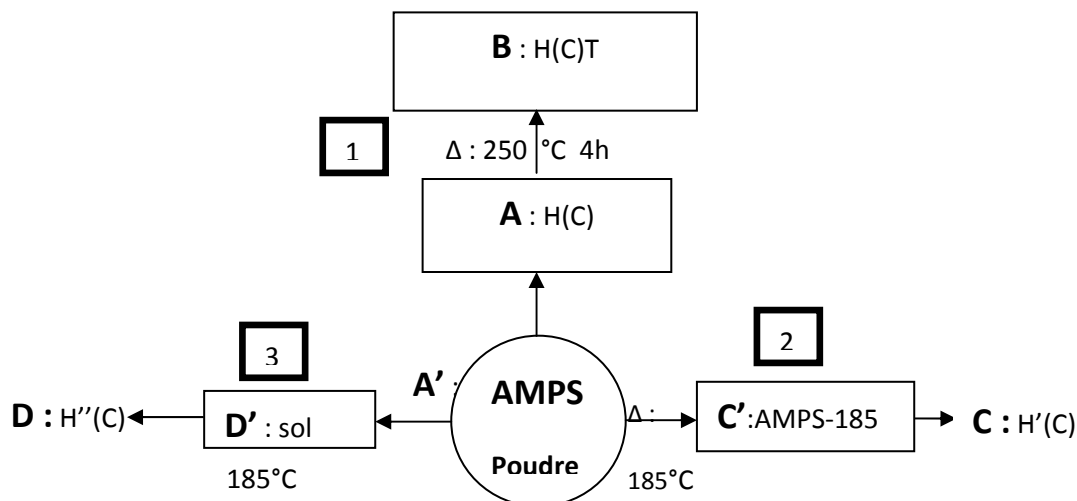 B : H(C)T
1
Δ : 250 °C 4h
A : H(C)
3
2
A' :
AMPS
Poudre
D : H''(C)
D' : sol
185°C
Δ :
185°C
C':AMPS-185
C : H'(C)